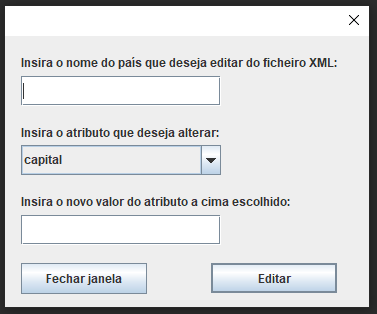 Insira o nome do país que deseja editar do ficheiro XML:
Insira o atributo que deseja alterar:
capital
Insira o novo valor do atributo a cima escolhido:
Fechar janela
Editar